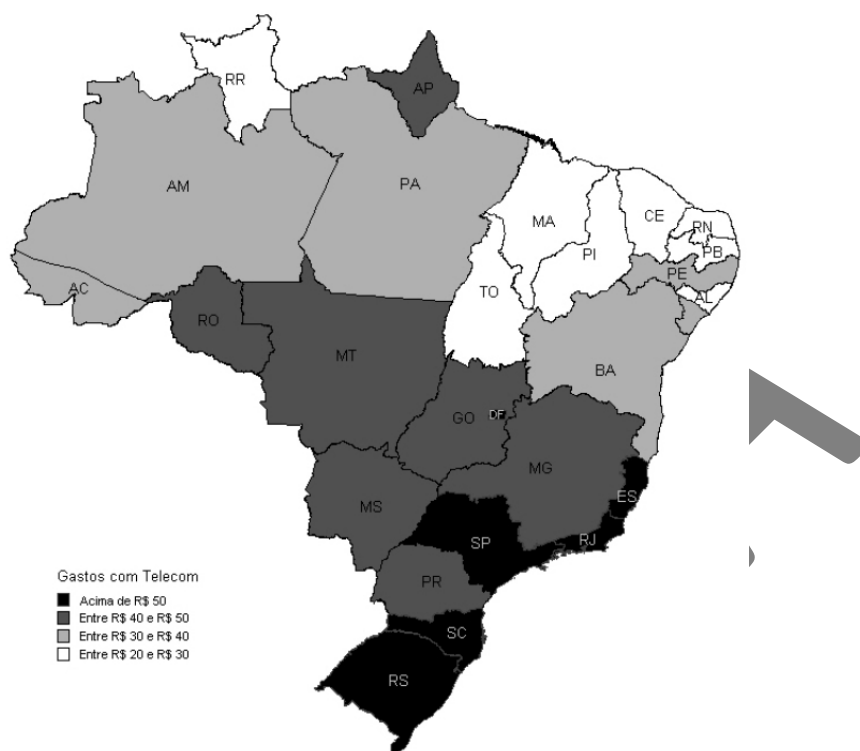 RR
AP
AM
PA
MA
CE
RN
PB
PI
PE
AC
TO
AL
RO
MT
BA
GO
DF
MG
ES
MS
SP
RJ
PR
SC
RS
Gastos com Telecom
Acima de R$ 50
Entre R$ 40 e R$ 50
Entre R$ 30 e R$ 40
Entre R$ 20 e R$ 30